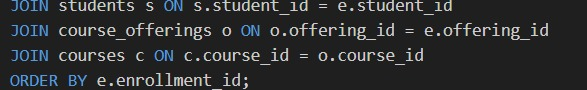 JOIN students s ON s.student_id = e.student_id
JOIN course_offerings o ON o.offering_id = e.offering_id
JOIN courses c ON c.course_id = o.course_id
ORDER BY e.enrollment_id;